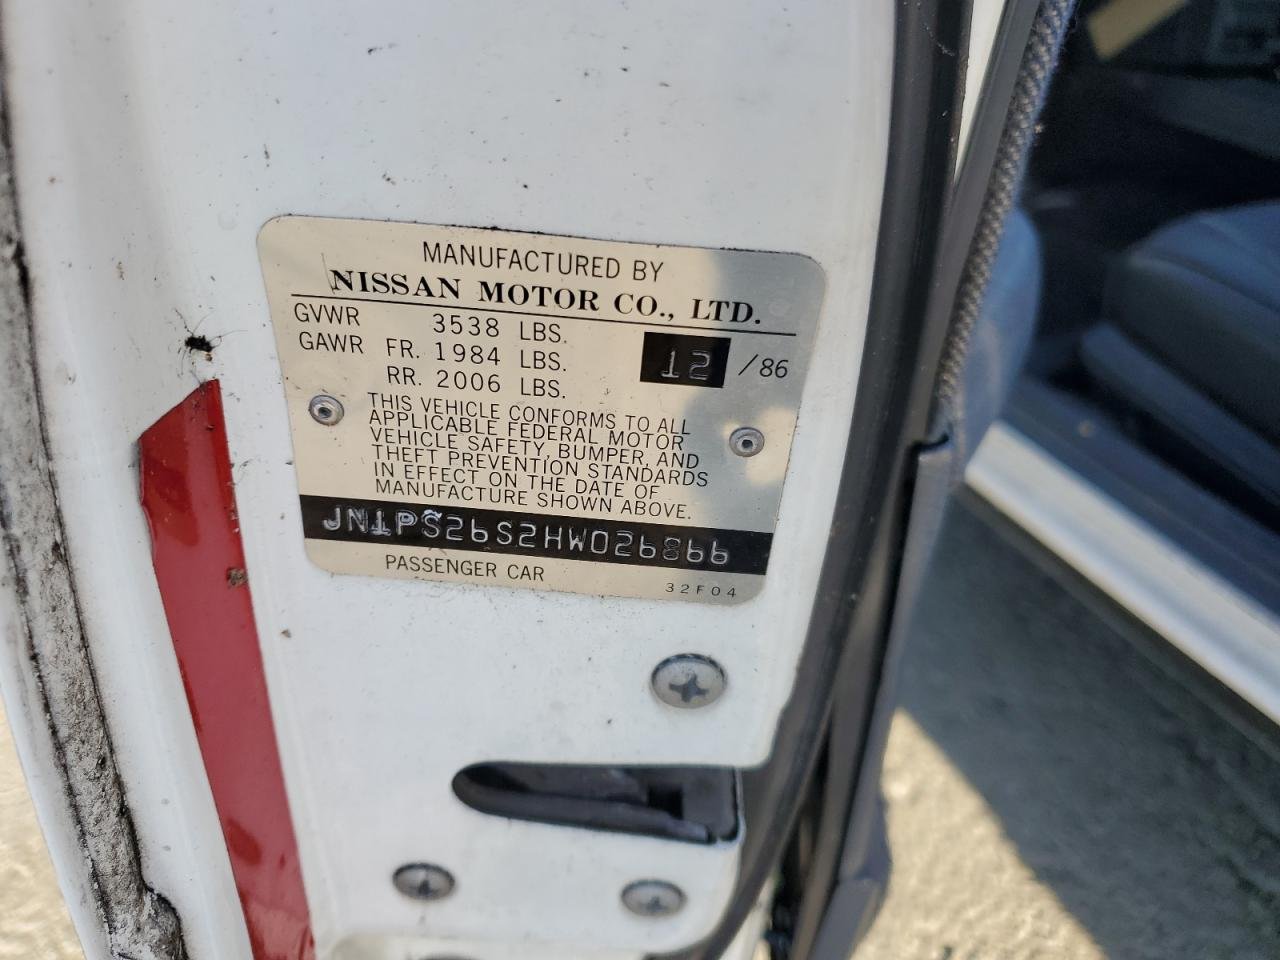 MANUFACTURED BY
NISSAN MOTOR CO., LTD.
GVWR 3538 LBS.
GAWR FR. 1984 LBS. 12 /86
RR. 2006 LBS.
THIS VEHICLE CONFORMS TO ALL
APPLICABLE FEDERAL MOTOR
VEHICLE SAFETY, BUMPER, AND
THEFT PREVENTION STANDARDS
IN EFFECT ON THE DATE OF
MANUFACTURE SHOWN ABOVE.
JN1PS26S2HW026866
PASSENGER CAR
32F04